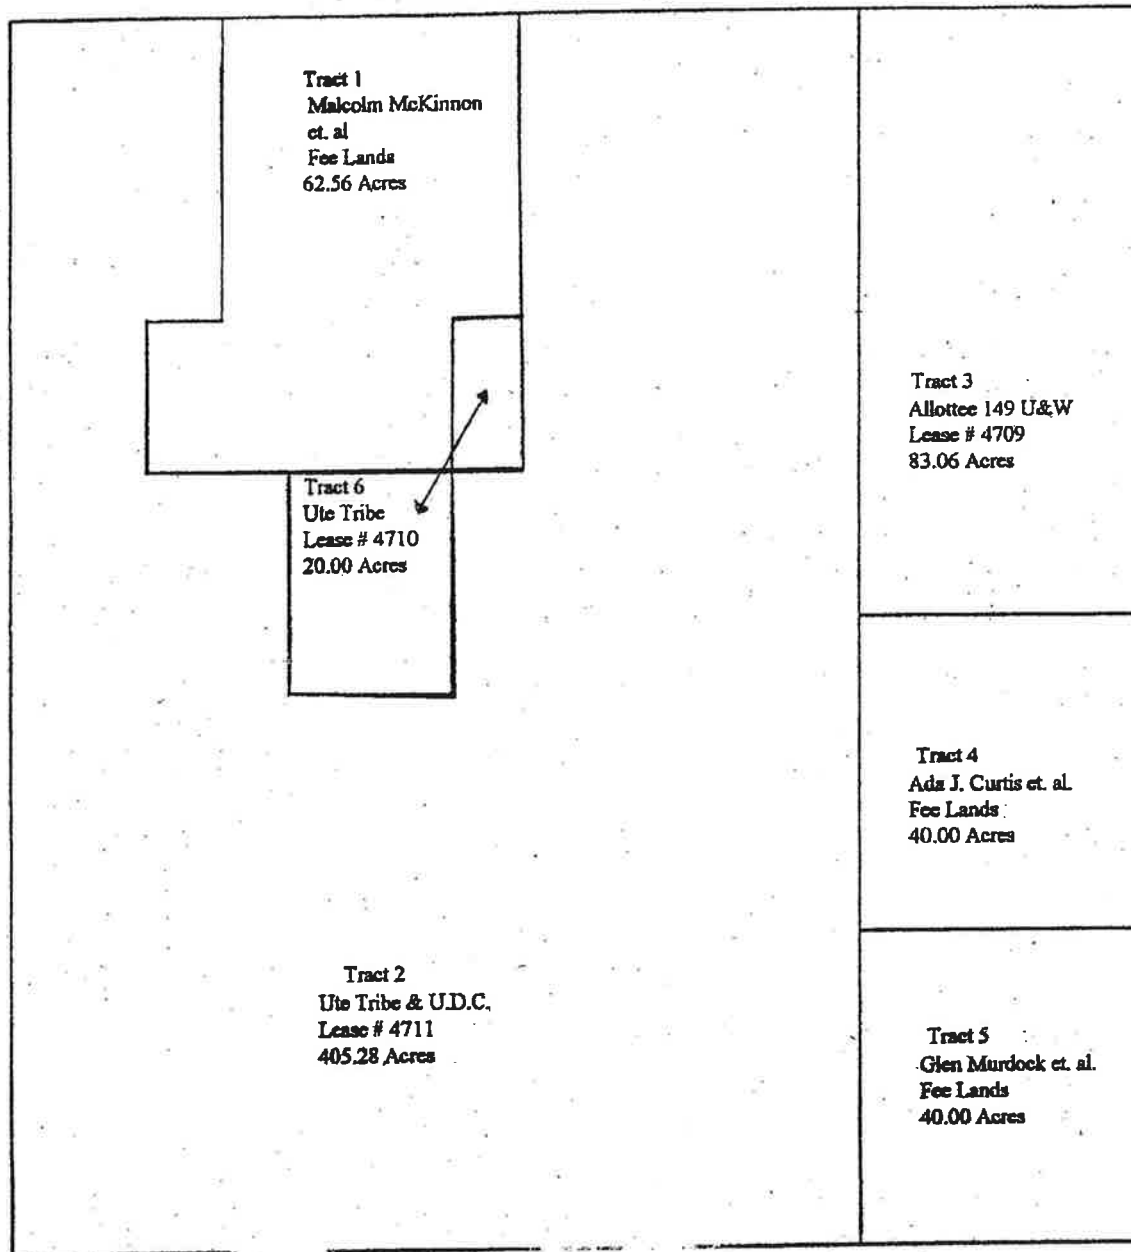 Tract 1
Malcolm McKinnon
et. al
Fee Lands
62.56 Acres
Tract 3
Allottee 149 U&W
Lease # 4709
83.06 Acres
Tract 6
Ute Tribe
Lease # 4710
20.00 Acres
Tract 4
Ada J. Curtis et. al.
Fee Lands
40.00 Acres
Tract 2
Ute Tribe & U.D.C.
Lease # 4711
405.28 Acres
Tract 5
Glen Murdock et. al.
Fee Lands
40.00 Acres